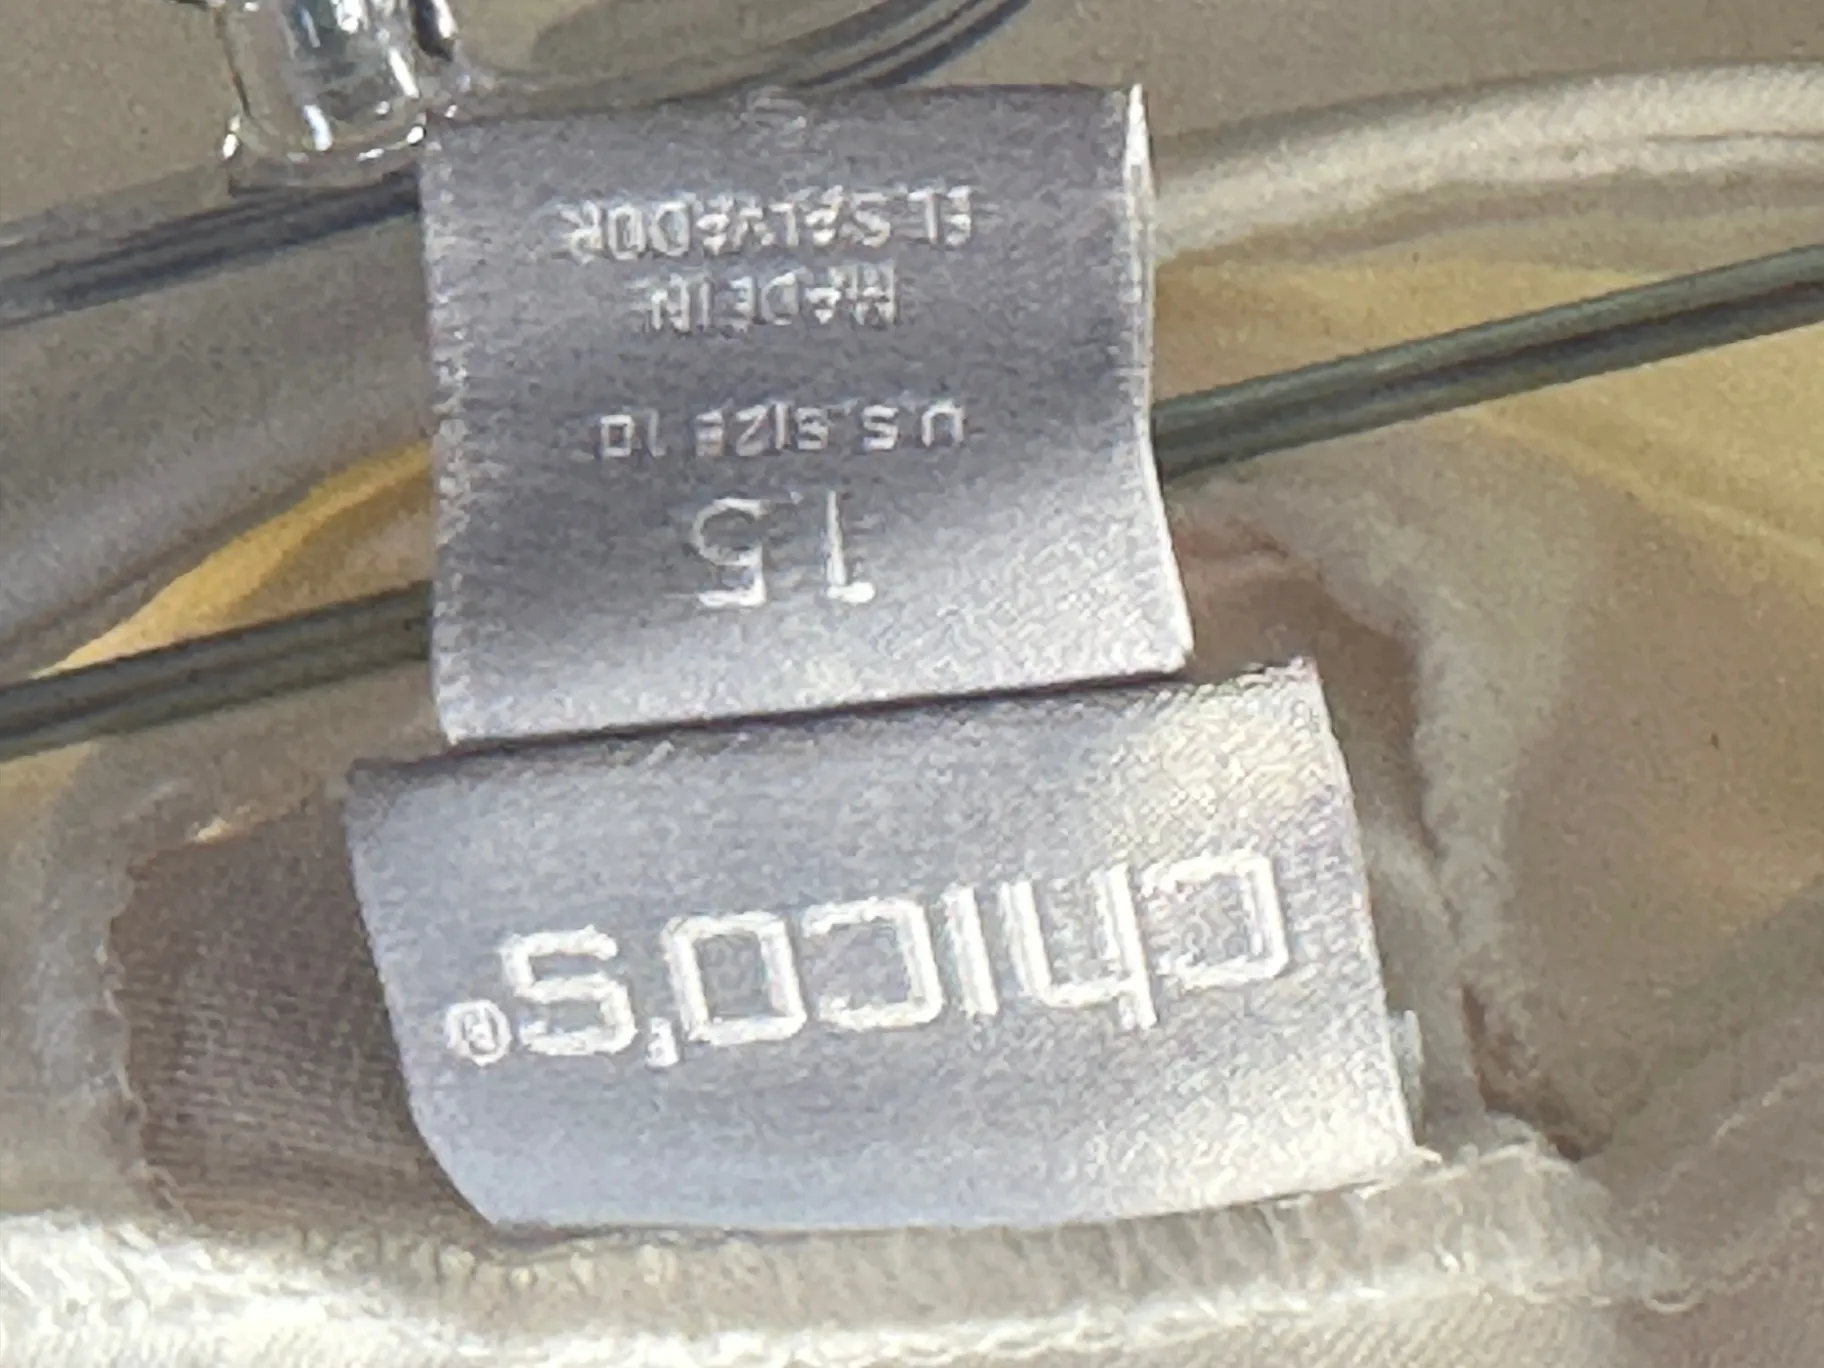 chico's®
1.5
U.S. SIZE 10
MADE IN
EL SALVADOR